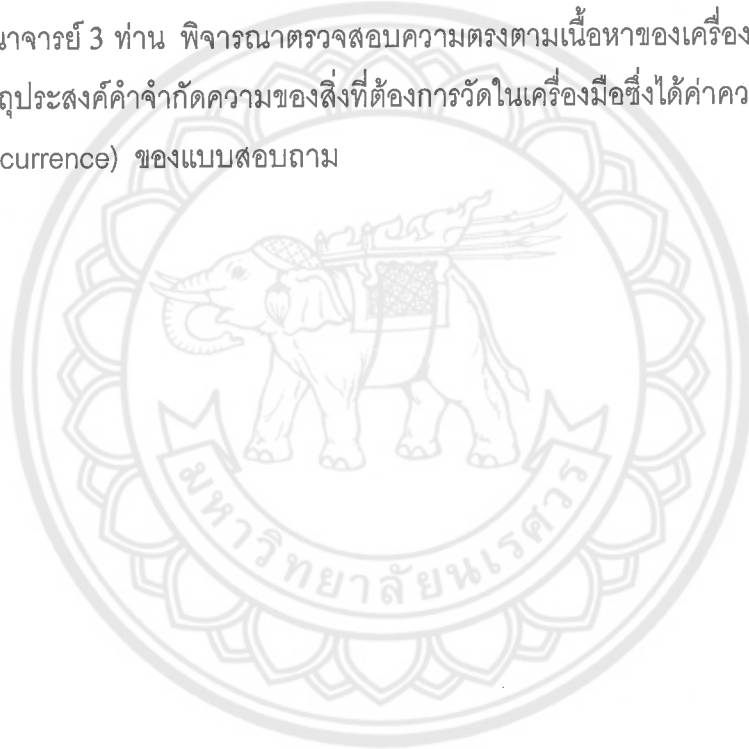 นาจารย์ 3 ท่าน พิจารณาตรวจสอบความตรงตามเนื้อหาของเครื่อง
ถุประสงค์คำจำกัดความของสิ่งที่ต้องการวัดในเครื่องมือซึ่งได้ค่าคว
currence) ของแบบสอบถาม
มหาวิทยาลัยนเรศวร